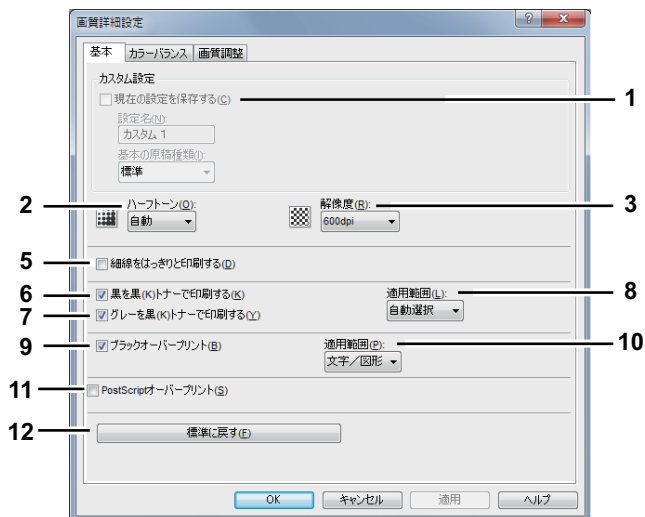 画質詳細設定
基本 カラーバランス 画質調整
カスタム設定
現在の設定を保存する(C) 1
設定名(N):
カスタム 1
基本の原稿種類(I):
標準
2 ハーフトーン(O): 解像度(R): 3
自動 600dpi
5 細線をはっきりと印刷する(D)
6 黒を黒(K)トナーで印刷する(K) 適用範囲(L): 8
7 グレーを黒(K)トナーで印刷する(Y) 自動選択
9 ブラックオーバープリント(B) 適用範囲(P): 10
文字／図形
11 PostScriptオーバープリント(S)
12 標準に戻す(F)
OK キャンセル 適用 ヘルプ